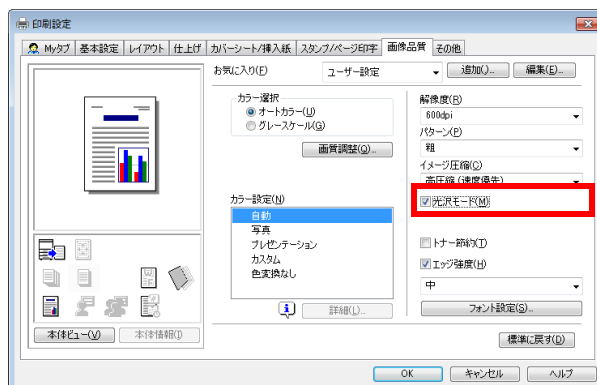 印刷設定
Myタブ 基本設定 レイアウト 仕上げ カバーシート/挿入紙 スタンプ/ページ印字 画像品質 その他
お気に入り(F) ユーザー設定 追加(.).. 編集(E)...
カラー選択
オートカラー(U)
グレースケール(G)
画質調整(Q)...
カラー設定(N)
自動
写真
プレゼンテーション
カスタム
色変換なし
詳細(L)...
解像度(R)
600dpi
パターン(P)
粗
イメージ圧縮(C)
高圧縮 (速度優先)
光沢モード(M)
トナー節約(T)
エッジ強度(H)
中
フォント設定(S)...
本体ビュー(V) 本体情報(I)
標準に戻す(D)
OK キャンセル ヘルプ